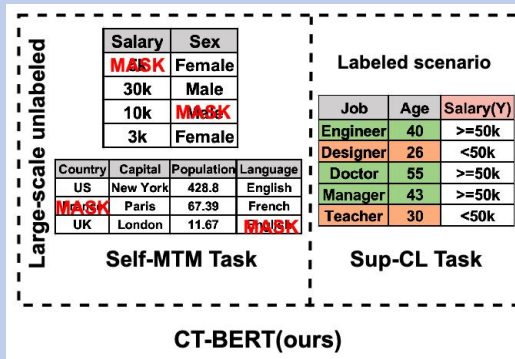 Large-scale unlabeled
Salary Sex
MASK Female
30k Male
10k MASK
3k Female
Country Capital Population Language
US New York 428.8 English
MASK Paris 67.39 French
UK London 11.67 MASK
Self-MTM Task
Labeled scenario
Job Age Salary(Y)
Engineer 40 >=50k
Designer 26 <50k
Doctor 55 >=50k
Manager 43 >=50k
Teacher 30 <50k
Sup-CL Task
CT-BERT(ours)